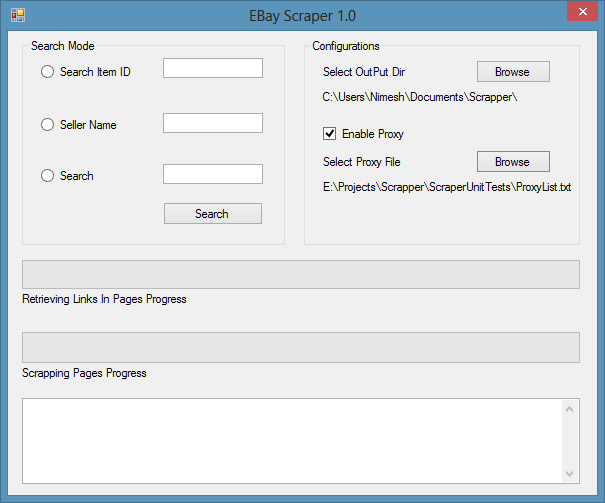 EBay Scraper 1.0
Search Mode
Search Item ID
Seller Name
Search
Search
Configurations
Select OutPut Dir
Browse
C:\Users\Nimesh\Documents\Scrapper\
Enable Proxy
Select Proxy File
Browse
E:\Projects\Scrapper\ScraperUnitTests\ProxyList.txt
Retrieving Links In Pages Progress
Scrapping Pages Progress